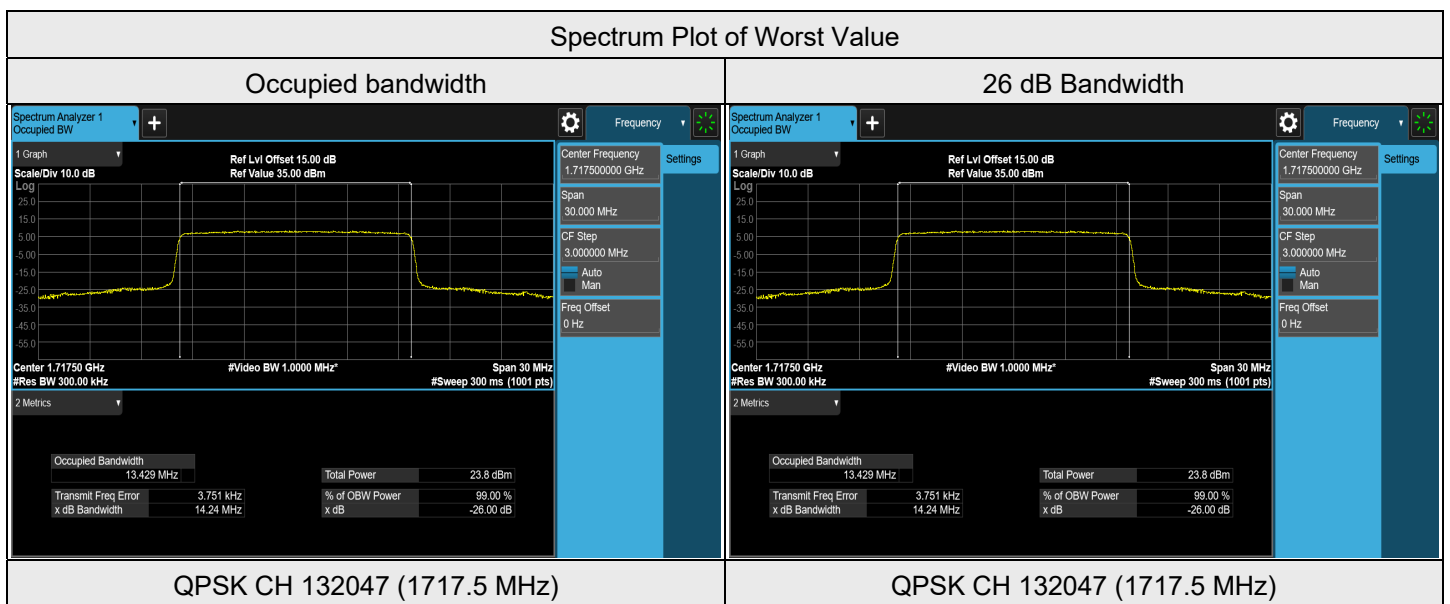 Spectrum Plot of Worst Value
Occupied bandwidth
26 dB Bandwidth
Spectrum Analyzer 1
Occupied BW
+
Frequency
1 Graph
Scale/Div 10.0 dB
Ref Lvl Offset 15.00 dB
Ref Value 35.00 dBm
Log
25.0
15.0
5.00
-5.00
-15.0
-25.0
-35.0
-45.0
-55.0
Center 1.71750 GHz
#Res BW 300.00 kHz
#Video BW 1.0000 MHz*
Span 30 MHz
#Sweep 300 ms (1001 pts)
Center Frequency
1.717500000 GHz
Settings
Span
30.000 MHz
CF Step
3.000000 MHz
Auto
Man
Freq Offset
0 Hz
2 Metrics
Occupied Bandwidth
13.429 MHz
Total Power 23.8 dBm
Transmit Freq Error 3.751 kHz
% of OBW Power 99.00 %
x dB Bandwidth 14.24 MHz
x dB -26.00 dB
Spectrum Analyzer 1
Occupied BW
+
Frequency
1 Graph
Scale/Div 10.0 dB
Ref Lvl Offset 15.00 dB
Ref Value 35.00 dBm
Log
25.0
15.0
5.00
-5.00
-15.0
-25.0
-35.0
-45.0
-55.0
Center 1.71750 GHz
#Res BW 300.00 kHz
#Video BW 1.0000 MHz*
Span 30 MHz
#Sweep 300 ms (1001 pts)
Center Frequency
1.717500000 GHz
Settings
Span
30.000 MHz
CF Step
3.000000 MHz
Auto
Man
Freq Offset
0 Hz
2 Metrics
Occupied Bandwidth
13.429 MHz
Total Power 23.8 dBm
Transmit Freq Error 3.751 kHz
% of OBW Power 99.00 %
x dB Bandwidth 14.24 MHz
x dB -26.00 dB
QPSK CH 132047 (1717.5 MHz)
QPSK CH 132047 (1717.5 MHz)